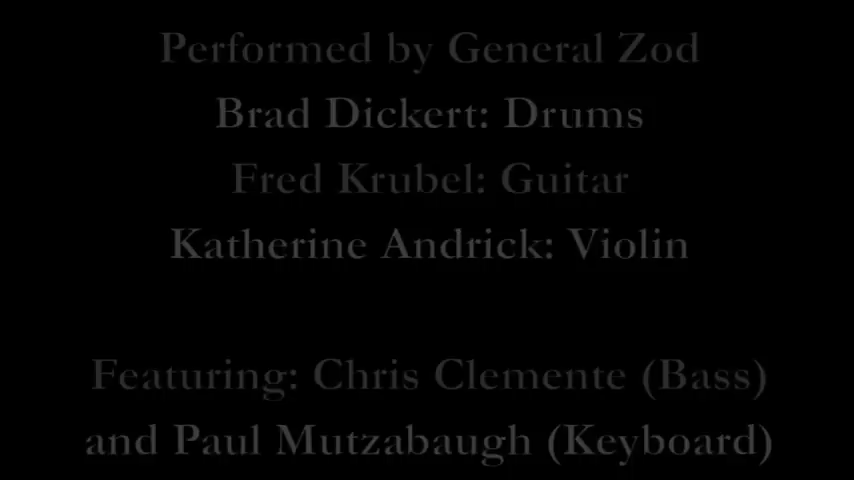 Performed by General Zod
Brad Dickert: Drums
Fred Krubel: Guitar
Katherine Andrick: Violin
Featuring: Chris Clemente (Bass)
and Paul Mutzabaugh (Keyboard)